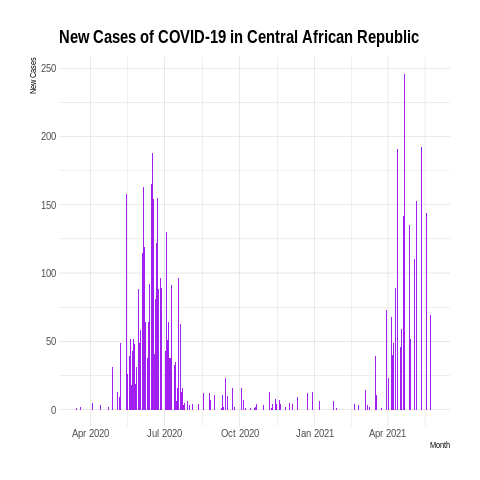 New Cases of COVID-19 in Central African Republic
New Cases
250
200
150
100
50
0
Apr 2020 Jul 2020 Oct 2020 Jan 2021 Apr 2021
Month